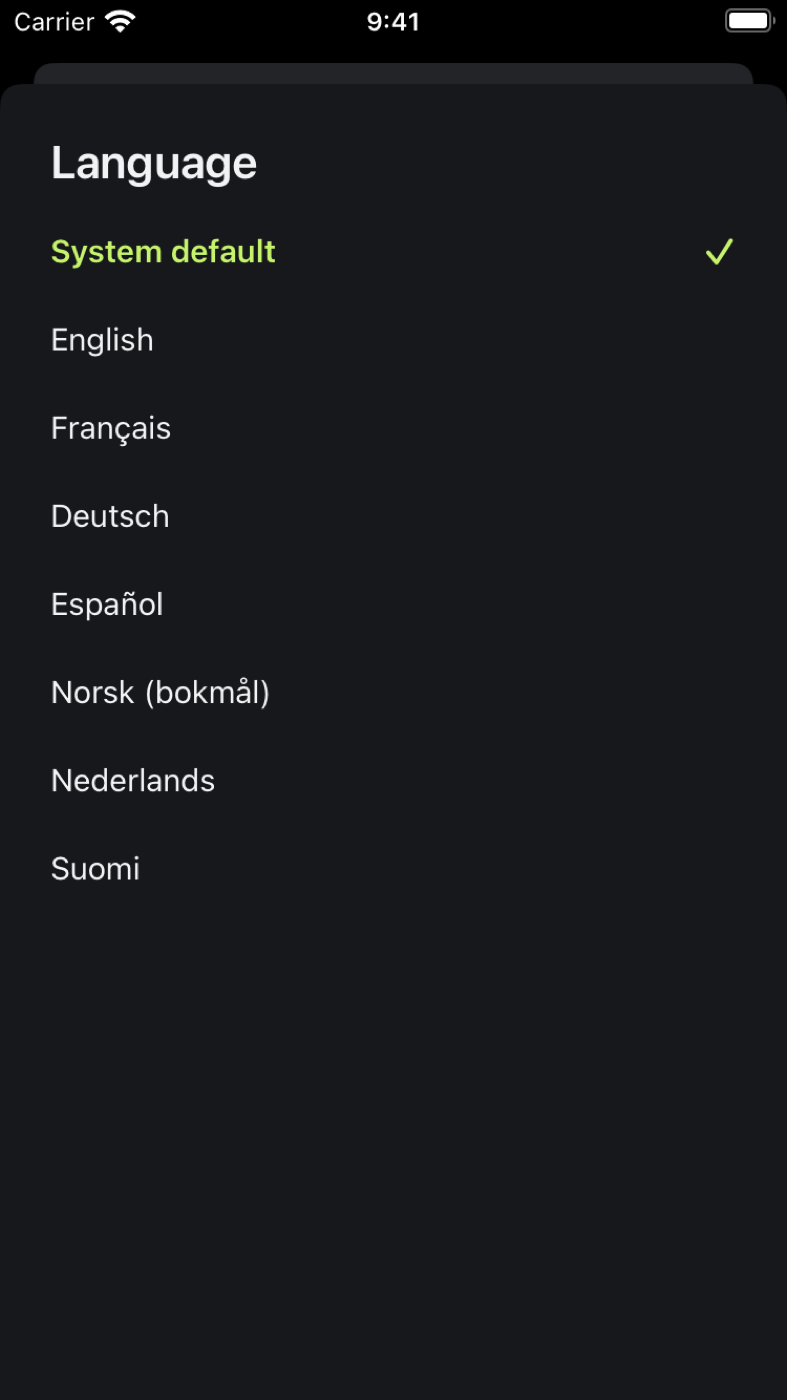 Carrier 9:41
Language
System default
English
Français
Deutsch
Español
Norsk (bokmål)
Nederlands
Suomi